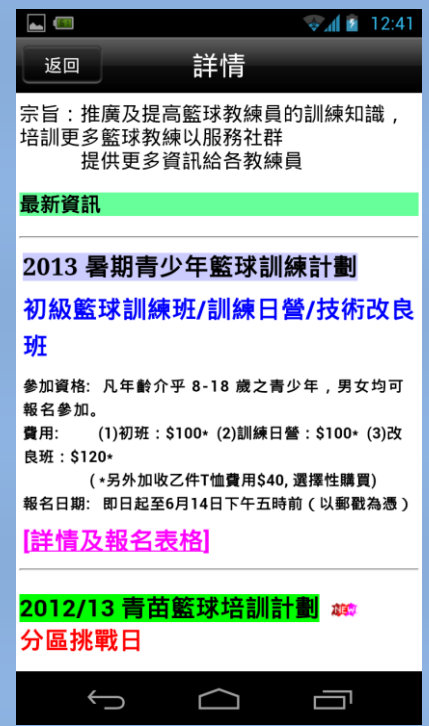 12:41
返回
詳情
宗旨：推廣及提高籃球教練員的訓練知識，
培訓更多籃球教練以服務社群
提供更多資訊給各教練員
最新資訊
2013 暑期青少年籃球訓練計劃
初級籃球訓練班/訓練日營/技術改良
班
參加資格: 凡年齡介乎 8-18 歲之青少年，男女均可
報名參加。
費用: (1)初班：$100* (2)訓練日營：$100* (3)改
良班：$120*
(*另外加收乙件T恤費用$40, 選擇性購買)
報名日期: 即日起至6月14日下午五時前（以郵戳為憑）
[詳情及報名表格]
2012/13 青苗籃球培訓計劃 NEW
分區挑戰日